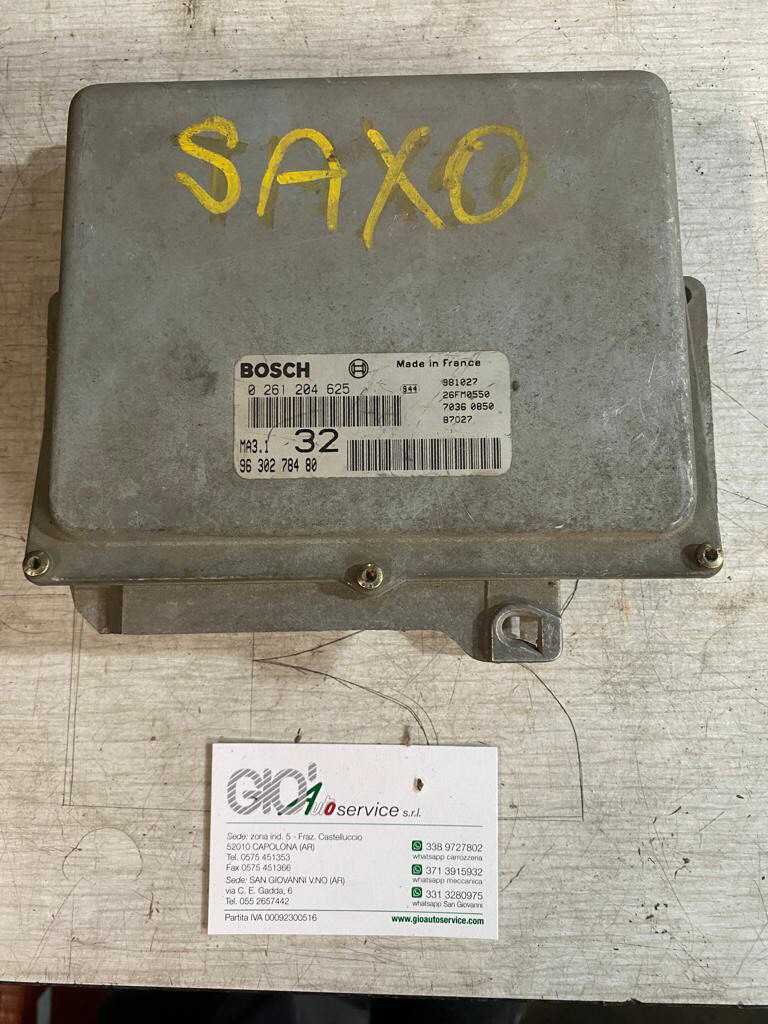 SAXO
BOSCH Made in France
0 261 204 625 S44 981027
26FM0550
7036 0850
87027
MA3.1 32
96 302 784 80
GIO' Autoservice s.r.l.
Sede: zona ind. 5 - Fraz. Castelluccio
52010 CAPOLONA (AR)
Tel. 0575 451353
Fax 0575 451366
Sede: SAN GIOVANNI V.NO (AR)
via C. E. Gadda, 6
Tel. 055 2657442
Partita IVA 00092300516
338 9727802
whatsapp carrozzeria
371 3915932
whatsapp meccanica
331 3280975
whatsapp San Giovanni
www.gioautoservice.com